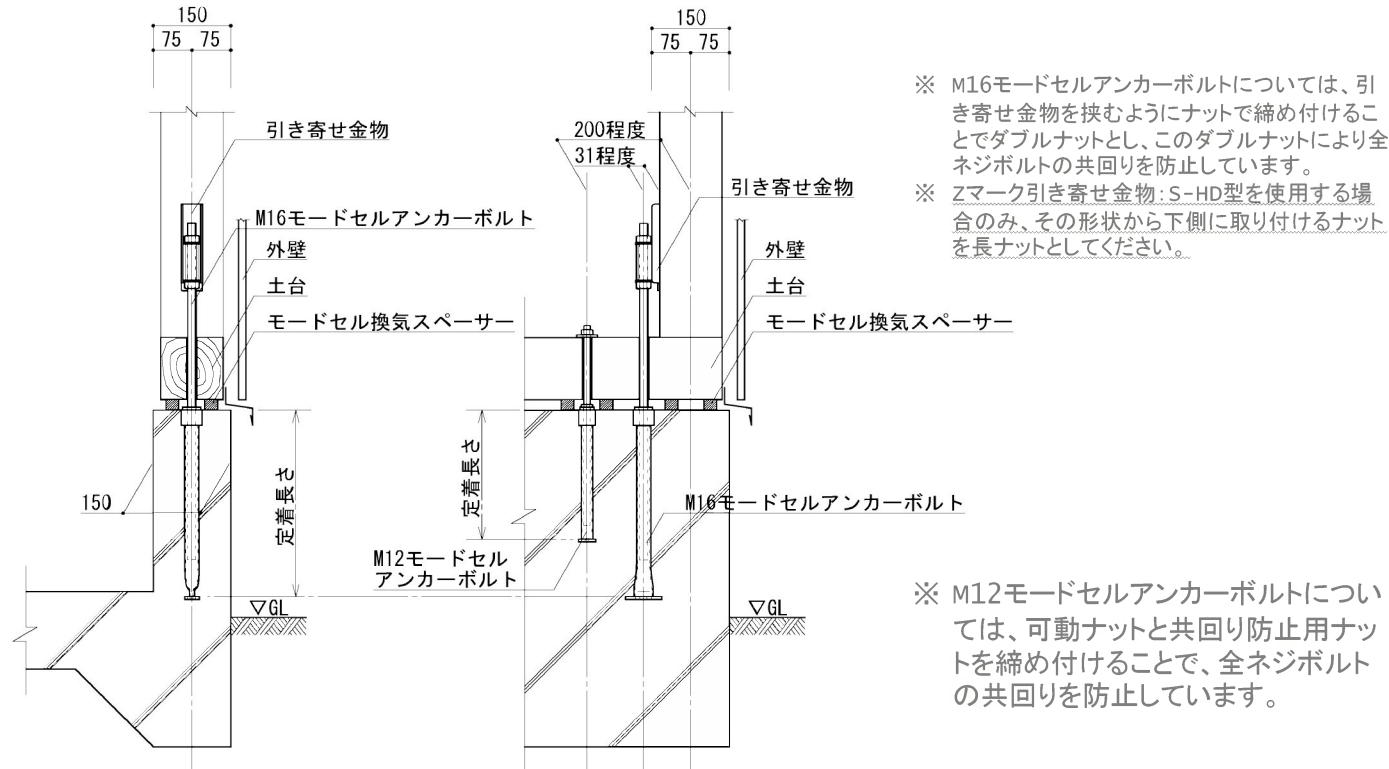 150
75 75
引き寄せ金物
M16モードセルアンカーボルト
外壁
土台
モードセル換気スペーサー
150
定着長さ
▽GL
150
75 75
200程度
31程度
引き寄せ金物
外壁
土台
モードセル換気スペーサー
定着長さ
M16モードセルアンカーボルト
M12モードセル
アンカーボルト
▽GL
※ M16モードセルアンカーボルトについては、引
き寄せ金物を挟むようにナットで締め付けるこ
とでダブルナットとし、このダブルナットにより全
ネジボルトの共回りを防止しています。
※ Zマーク引き寄せ金物：S-HD型を使用する場
合のみ、その形状から下側に取り付けるナット
を長ナットとしてください。
※ M12モードセルアンカーボルトについ
ては、可動ナットと共回り防止用ナッ
トを締め付けることで、全ネジボルト
の共回りを防止しています。